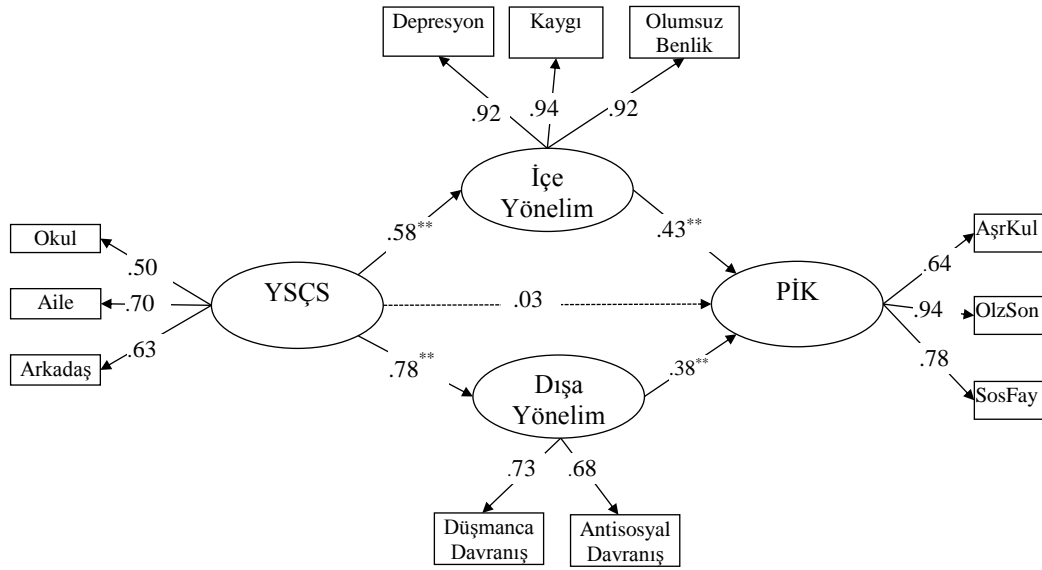 Depresyon
Kaygı
Olumsuz
Benlik
.92
.94
.92
İçe
Yönelim
.58**
.43**
Okul
Aile
Arkadaş
.50
.70
.63
YSÇS
.03
PİK
AşrKul
OlzSon
SosFay
.64
.94
.78
.78**
.38**
Dışa
Yönelim
.73
.68
Düşmanca
Davranış
Antisosyal
Davranış